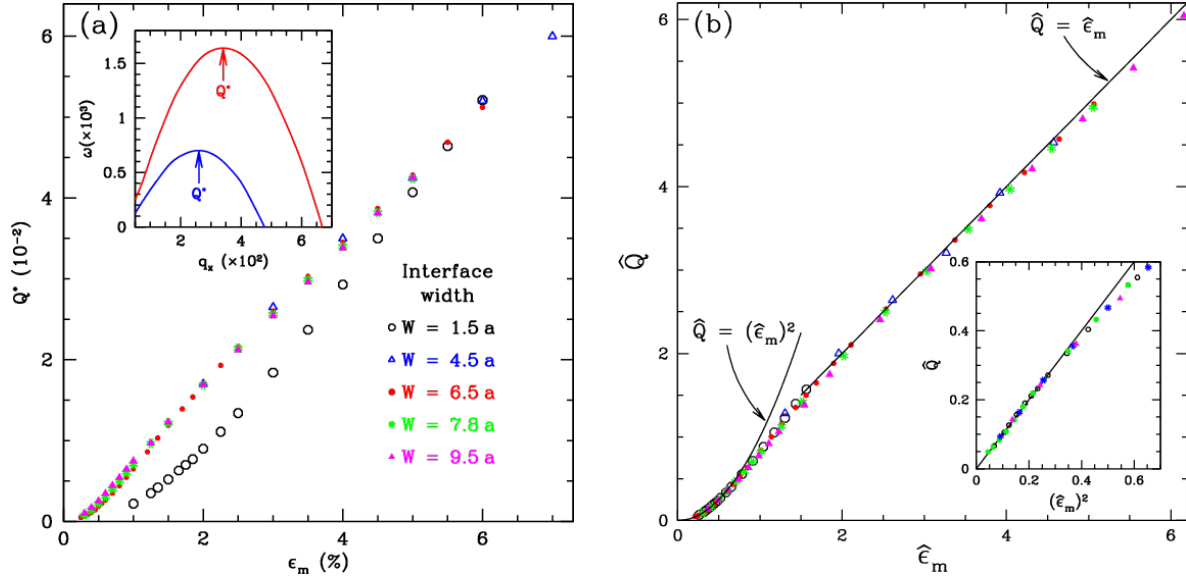 (a)
6
4
2
0
Q* (10⁻²)
0 2 4 6
ϵm (%)
ω(×10³)
1.5
1
0.5
0
2 4 6
qx (×10²)
Q*
Q*
Interface
width
W = 1.5 a
W = 4.5 a
W = 6.5 a
W = 7.8 a
W = 9.5 a
(b)
6
4
2
0
Q̂
0 2 4 6
ϵ̂m
Q̂ = ϵ̂m
Q̂ = (ϵ̂m)²
0.6
0.4
0.2
0
Q̂
0 0.2 0.4 0.6
(ϵ̂m)²